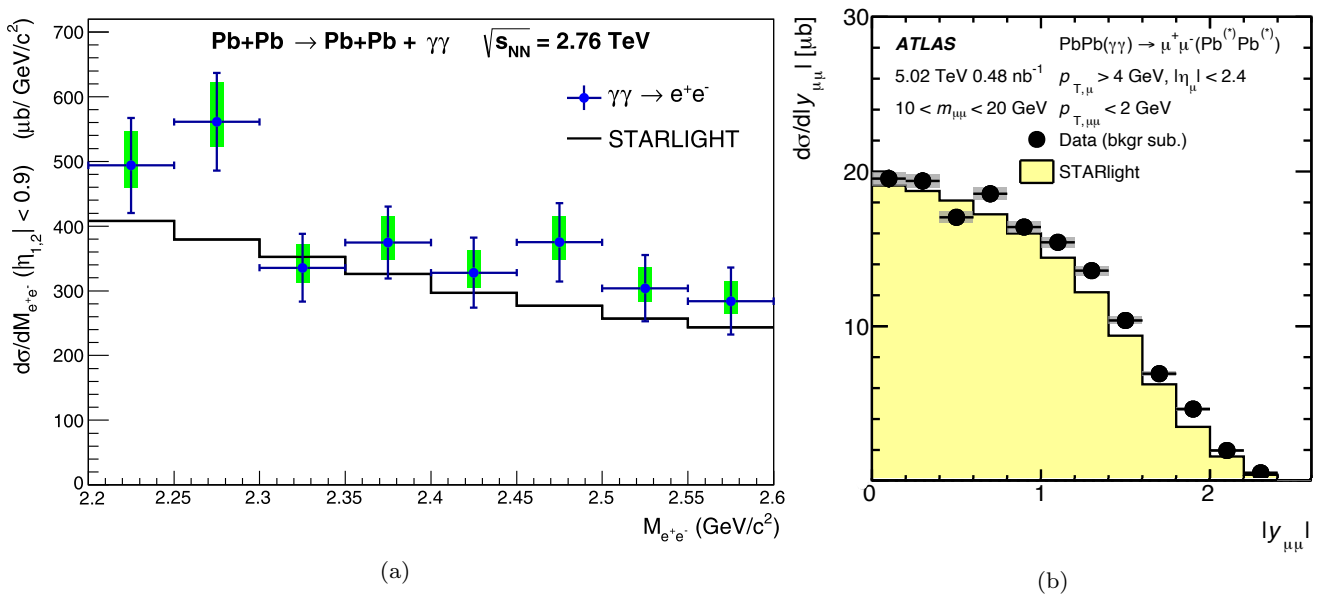 Pb+Pb → Pb+Pb + γγ √s_NN = 2.76 TeV
γγ → e⁺e⁻
STARLIGHT
dσ/dM_e⁺e⁻ (|η_1,2| < 0.9) (μb/ GeV/c²)
700
600
500
400
300
200
100
0
2.2 2.25 2.3 2.35 2.4 2.45 2.5 2.55 2.6
M_e⁺e⁻ (GeV/c²)
(a)
dσ/d|y_μμ| [μb]
30
20
10
ATLAS PbPb(γγ) → μ⁺μ⁻(Pb⁽*⁾Pb⁽*⁾)
5.02 TeV 0.48 nb⁻¹ p_T,μ > 4 GeV, |η_μ| < 2.4
10 < m_μμ < 20 GeV p_T,μμ < 2 GeV
Data (bkgr sub.)
STARlight
0 1 2
|y_μμ|
(b)